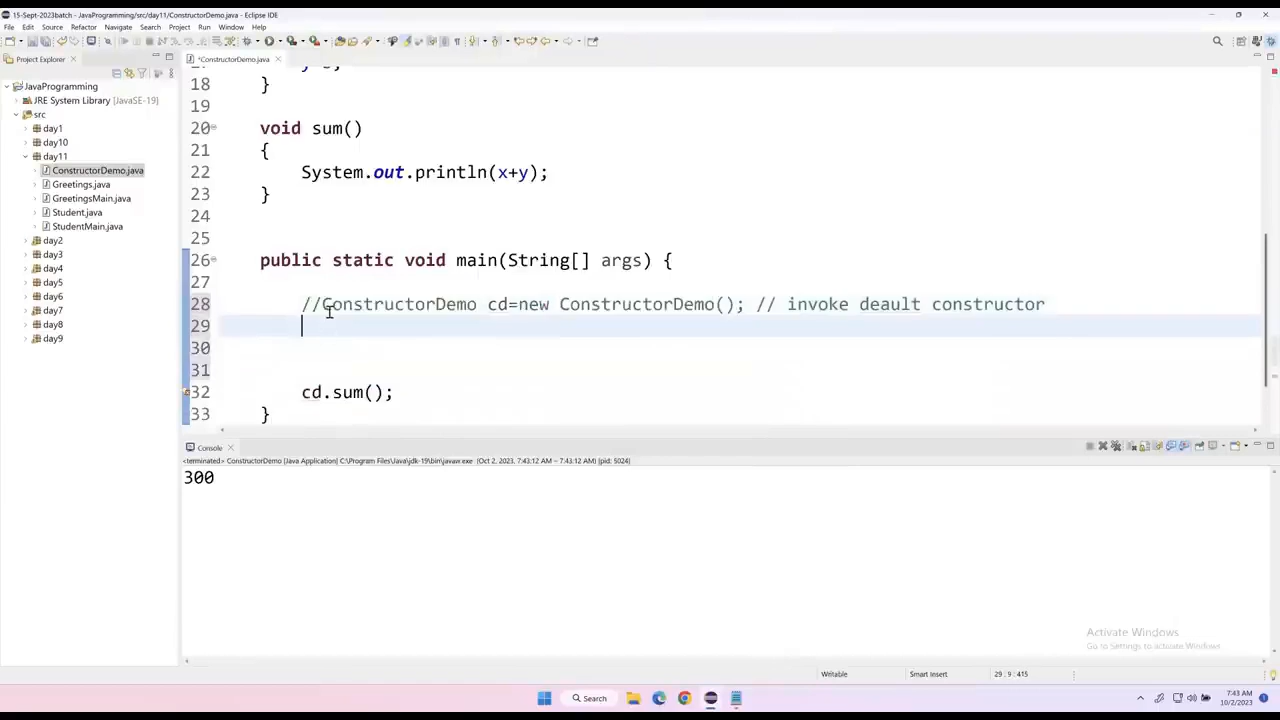 15-Sept-2023batch - JavaProgramming/src/day11/ConstructorDemo.java - Eclipse IDE
File Edit Source Refactor Navigate Search Project Run Window Help
Project Explorer
*ConstructorDemo.java
JavaProgramming
JRE System Library [JavaSE-19]
src
day1
day10
day11
ConstructorDemo.java
Greetings.java
GreetingsMain.java
Student.java
StudentMain.java
day2
day3
day4
day5
day6
day7
day8
day9
18 }
19
20 void sum()
21 {
22 System.out.println(x+y);
23 }
24
25
26 public static void main(String[] args) {
27
28 //ConstructorDemo cd=new ConstructorDemo(); // invoke deault constructor
29
30
31
32 cd.sum();
33 }
Console
<terminated> ConstructorDemo [Java Application] C:\Program Files\Java\jdk-19\bin\javaw.exe (Oct 2, 2023, 7:43:12 AM – 7:43:12 AM) [pid: 5024]
300
Activate Windows
Go to Settings to activate Windows.
Writable Smart Insert 29 : 9 : 415
Search
7:43 AM
10/2/2023